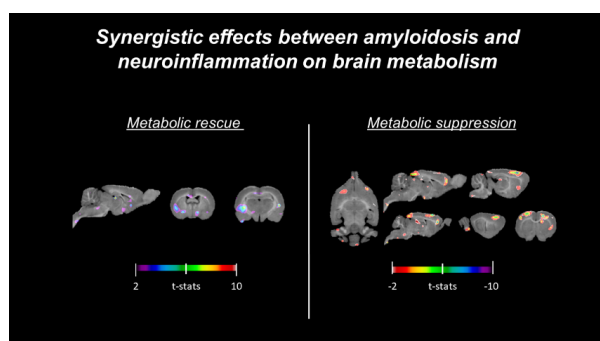 Synergistic effects between amyloidosis and
neuroinflammation on brain metabolism
Metabolic rescue
Metabolic suppression
2 t-stats 10
-2 t-stats -10